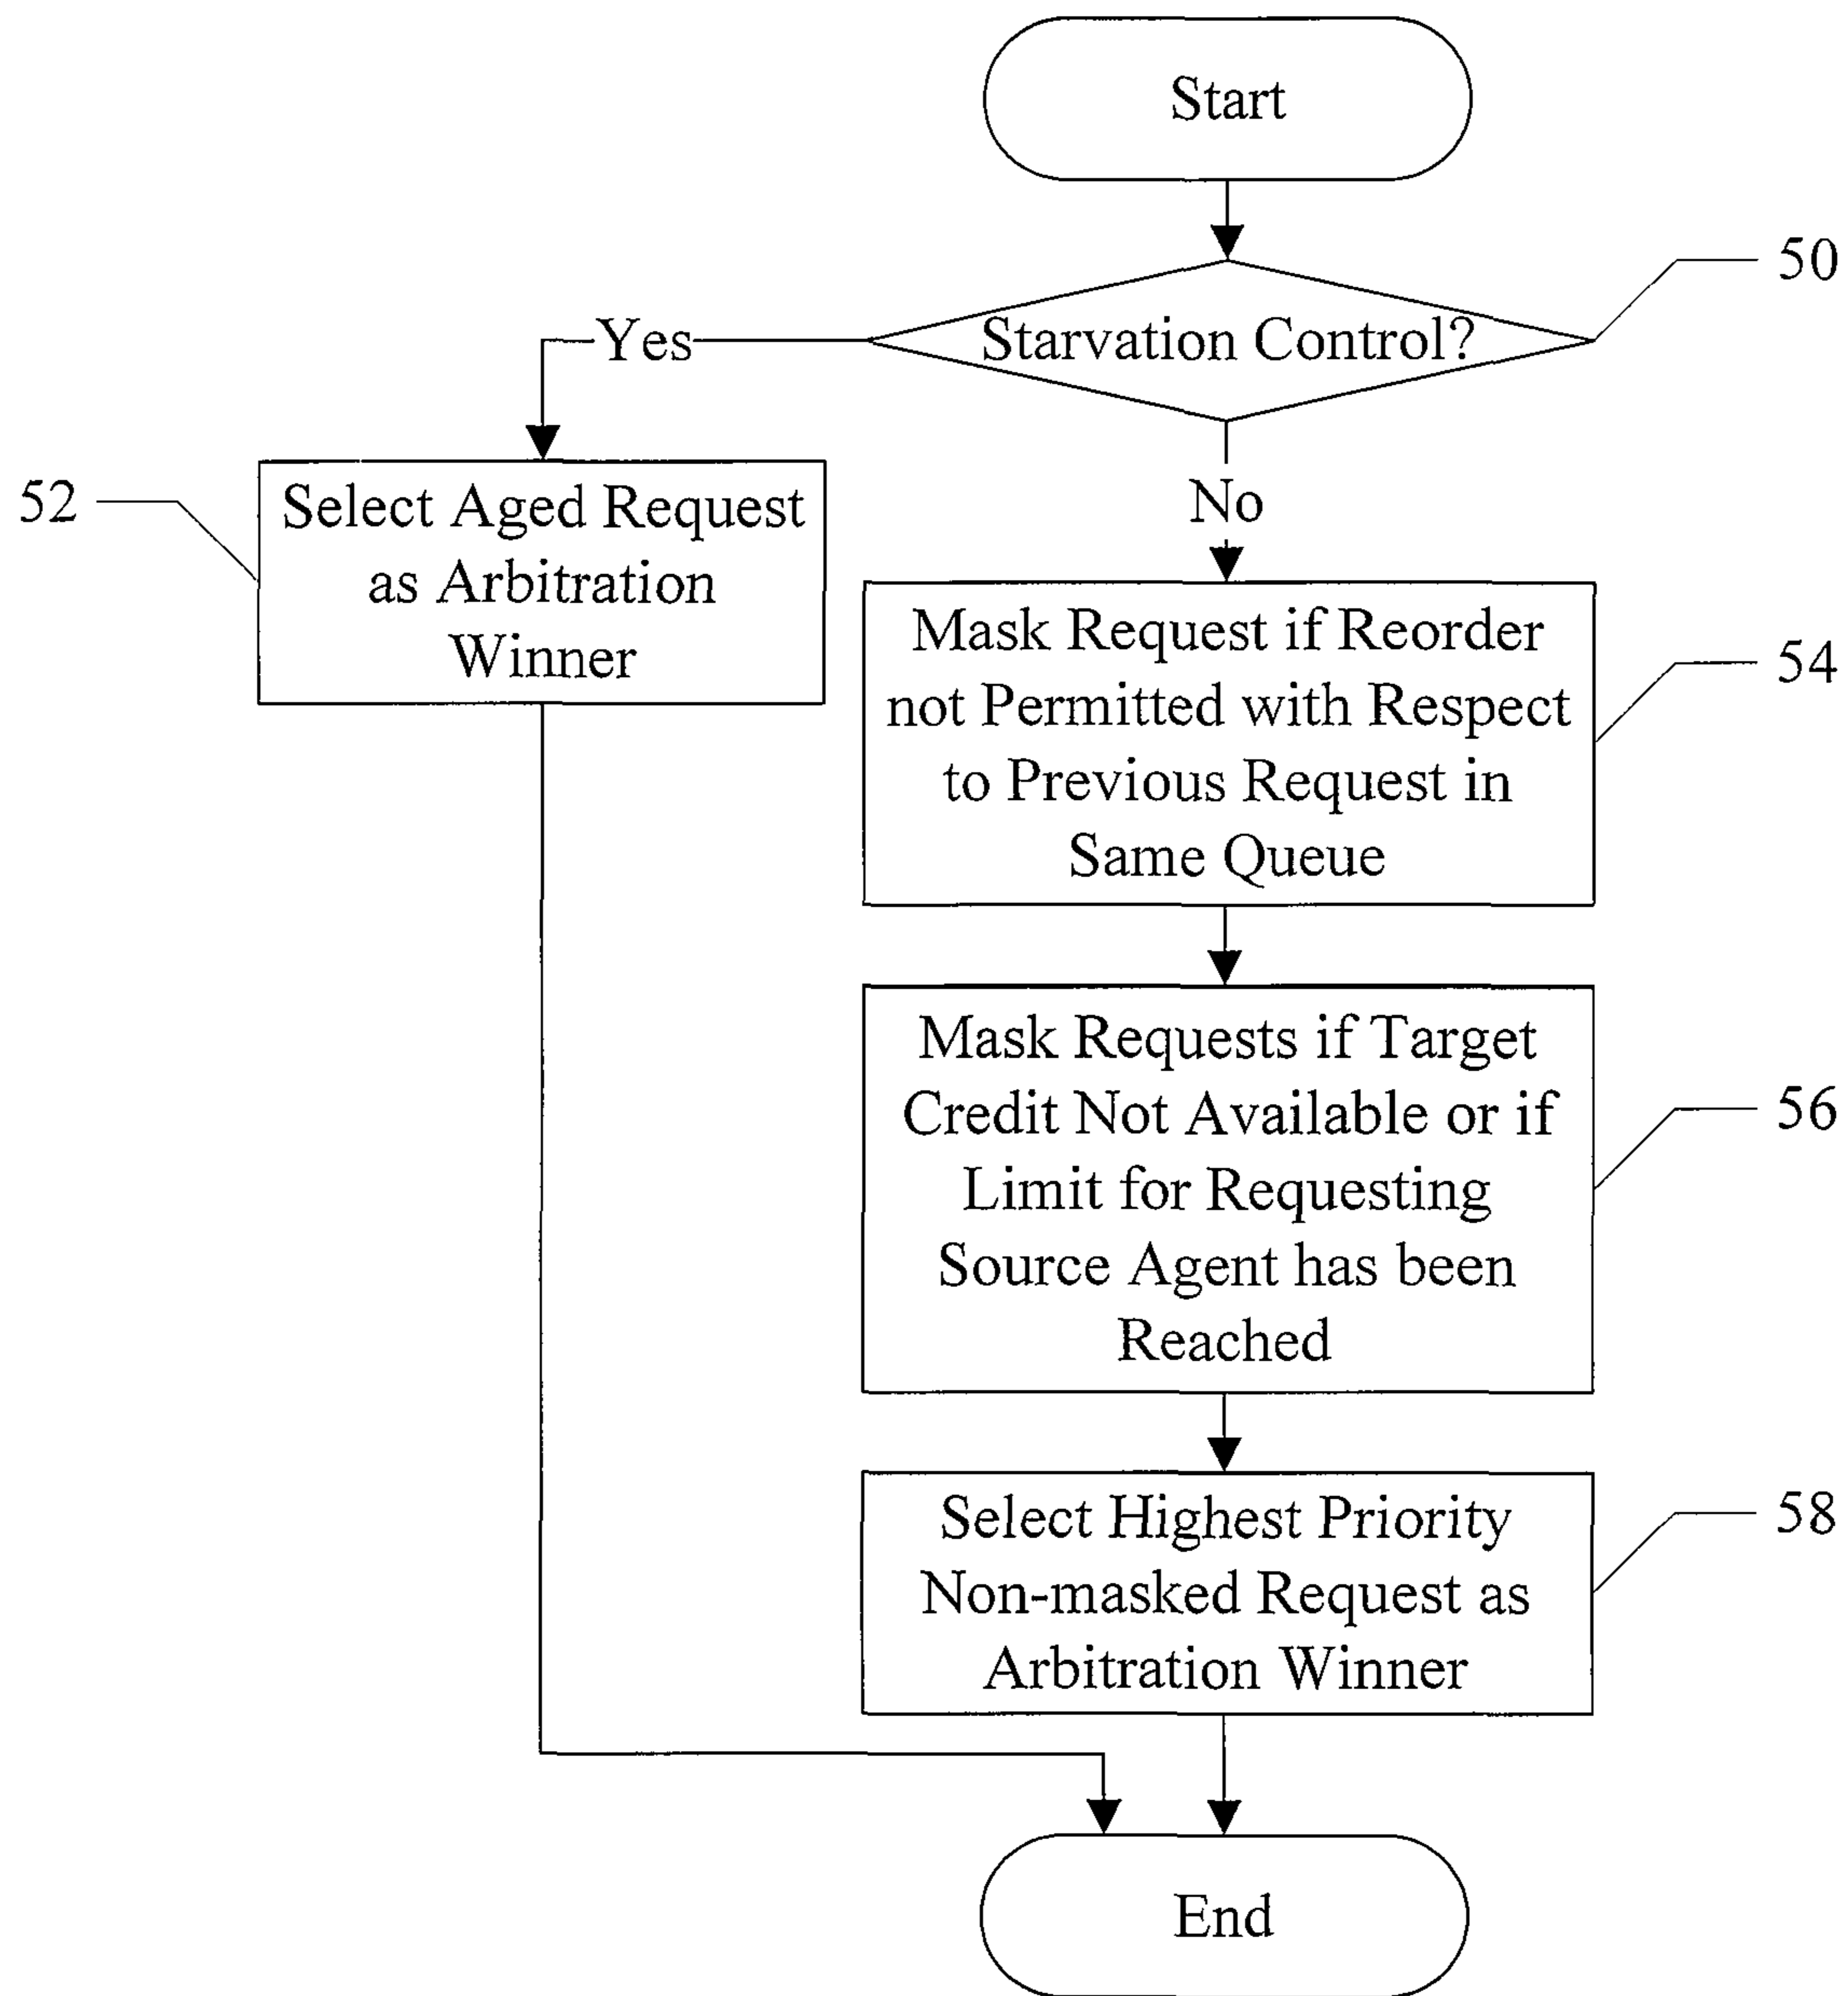 Start
50
Starvation Control?
Yes
52
Select Aged Request
as Arbitration
Winner
No
Mask Request if Reorder
not Permitted with Respect
to Previous Request in
Same Queue
54
Mask Requests if Target
Credit Not Available or if
Limit for Requesting
Source Agent has been
Reached
56
Select Highest Priority
Non-masked Request as
Arbitration Winner
58
End